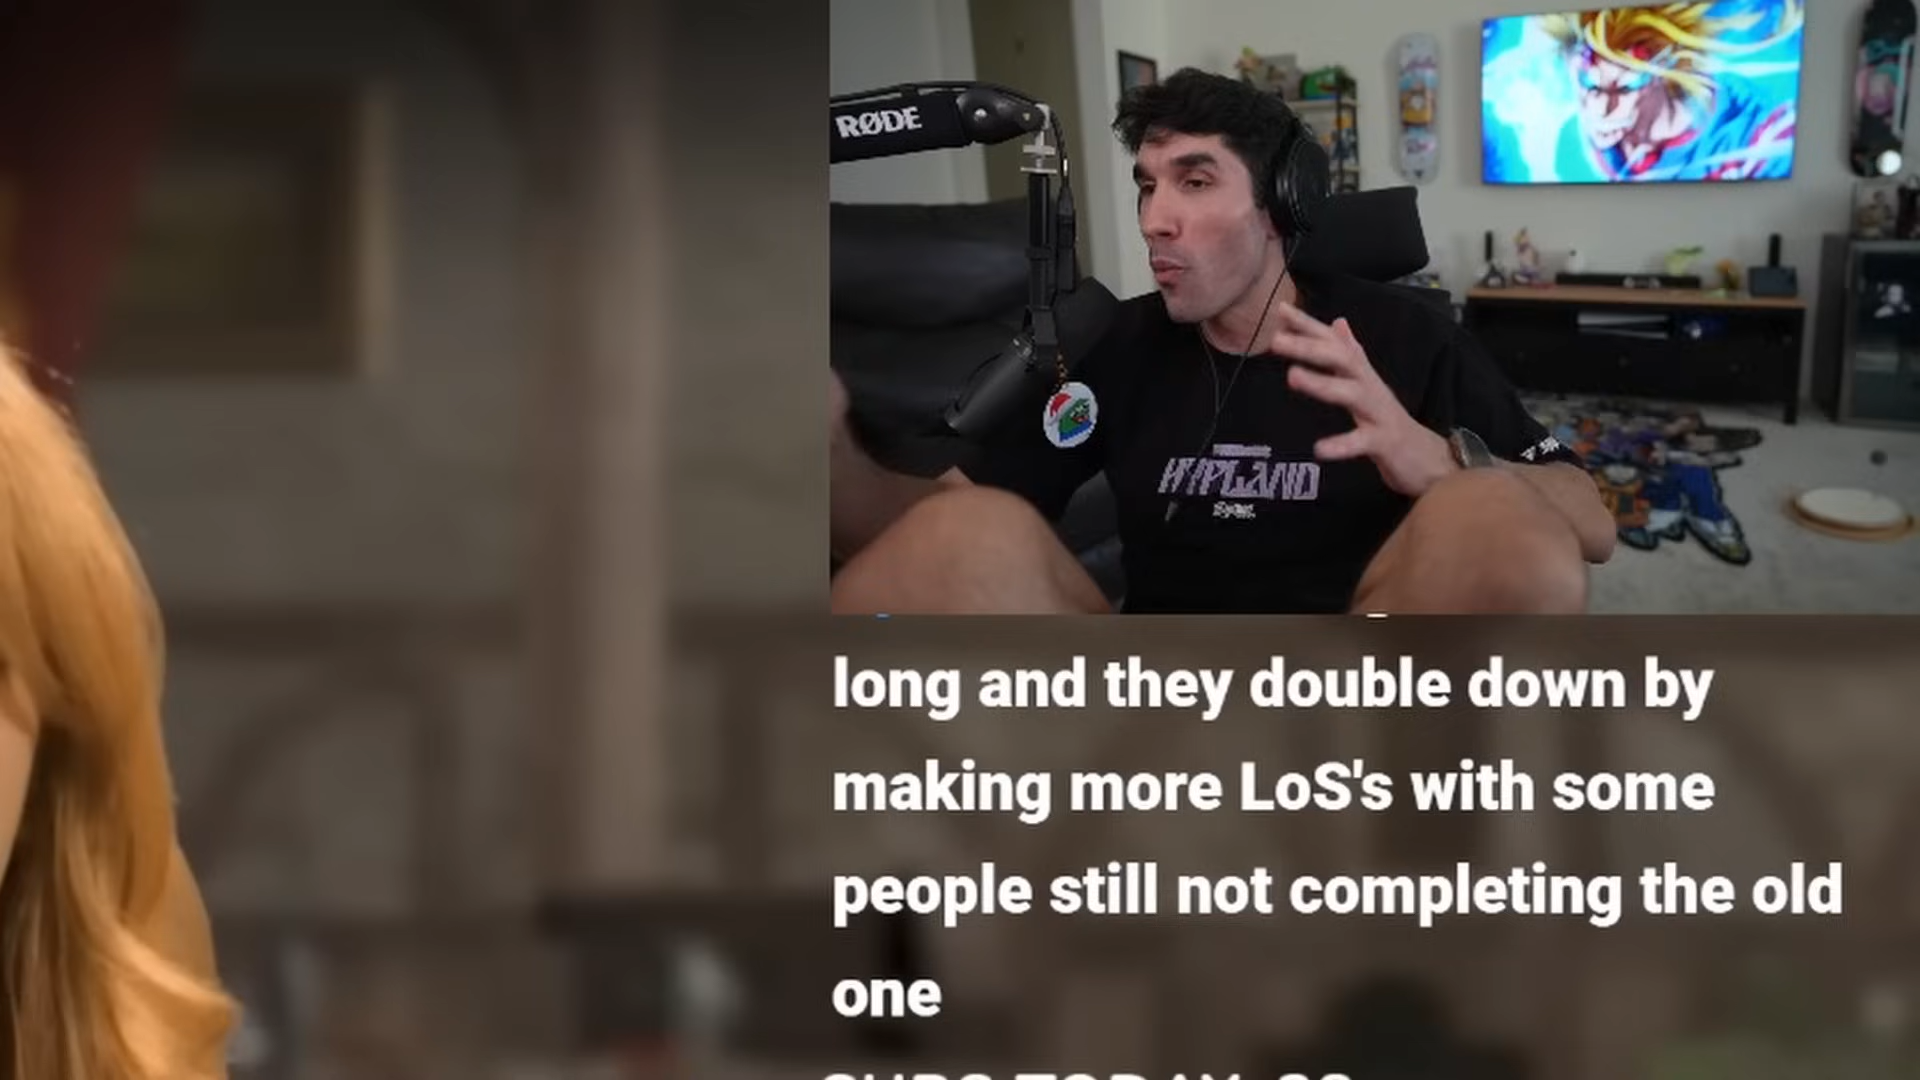 RØDE
HYPLAND
long and they double down by
making more LoS's with some
people still not completing the old
one